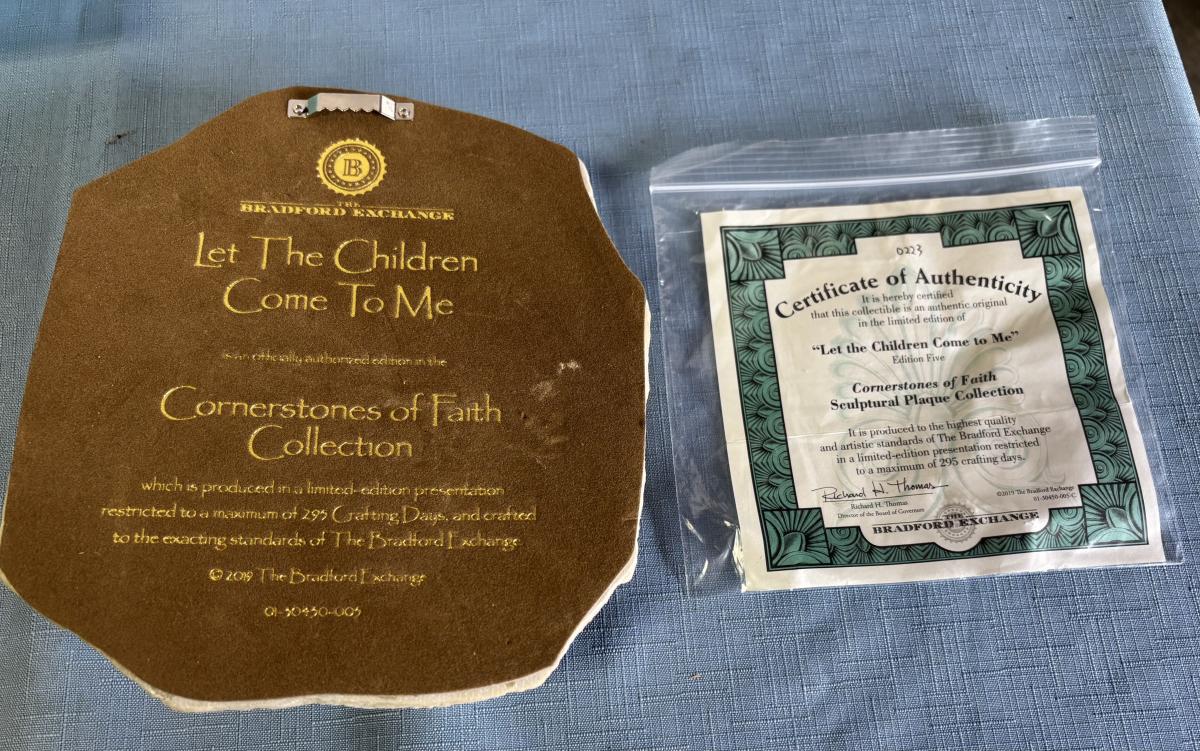 B
THE
BRADFORD EXCHANGE
Let The Children
Come To Me
is an officially authorized edition in the
Cornerstones of Faith
Collection
which is produced in a limited-edition presentation
restricted to a maximum of 295 Crafting Days, and crafted
to the exacting standards of The Bradford Exchange.
© 2019 The Bradford Exchange
01-30450-005
0223
Certificate of Authenticity
It is hereby certified
that this collectible is an authentic original
in the limited edition of
“Let the Children Come to Me”
Edition Five
Cornerstones of Faith
Sculptural Plaque Collection
It is produced to the highest quality
and artistic standards of The Bradford Exchange
in a limited-edition presentation restricted
to a maximum of 295 crafting days.
Richard H. Thomas
Richard H. Thomas
Director of the Board of Governors
©2019 The Bradford Exchange
01-30450-005-C
THE
BRADFORD EXCHANGE